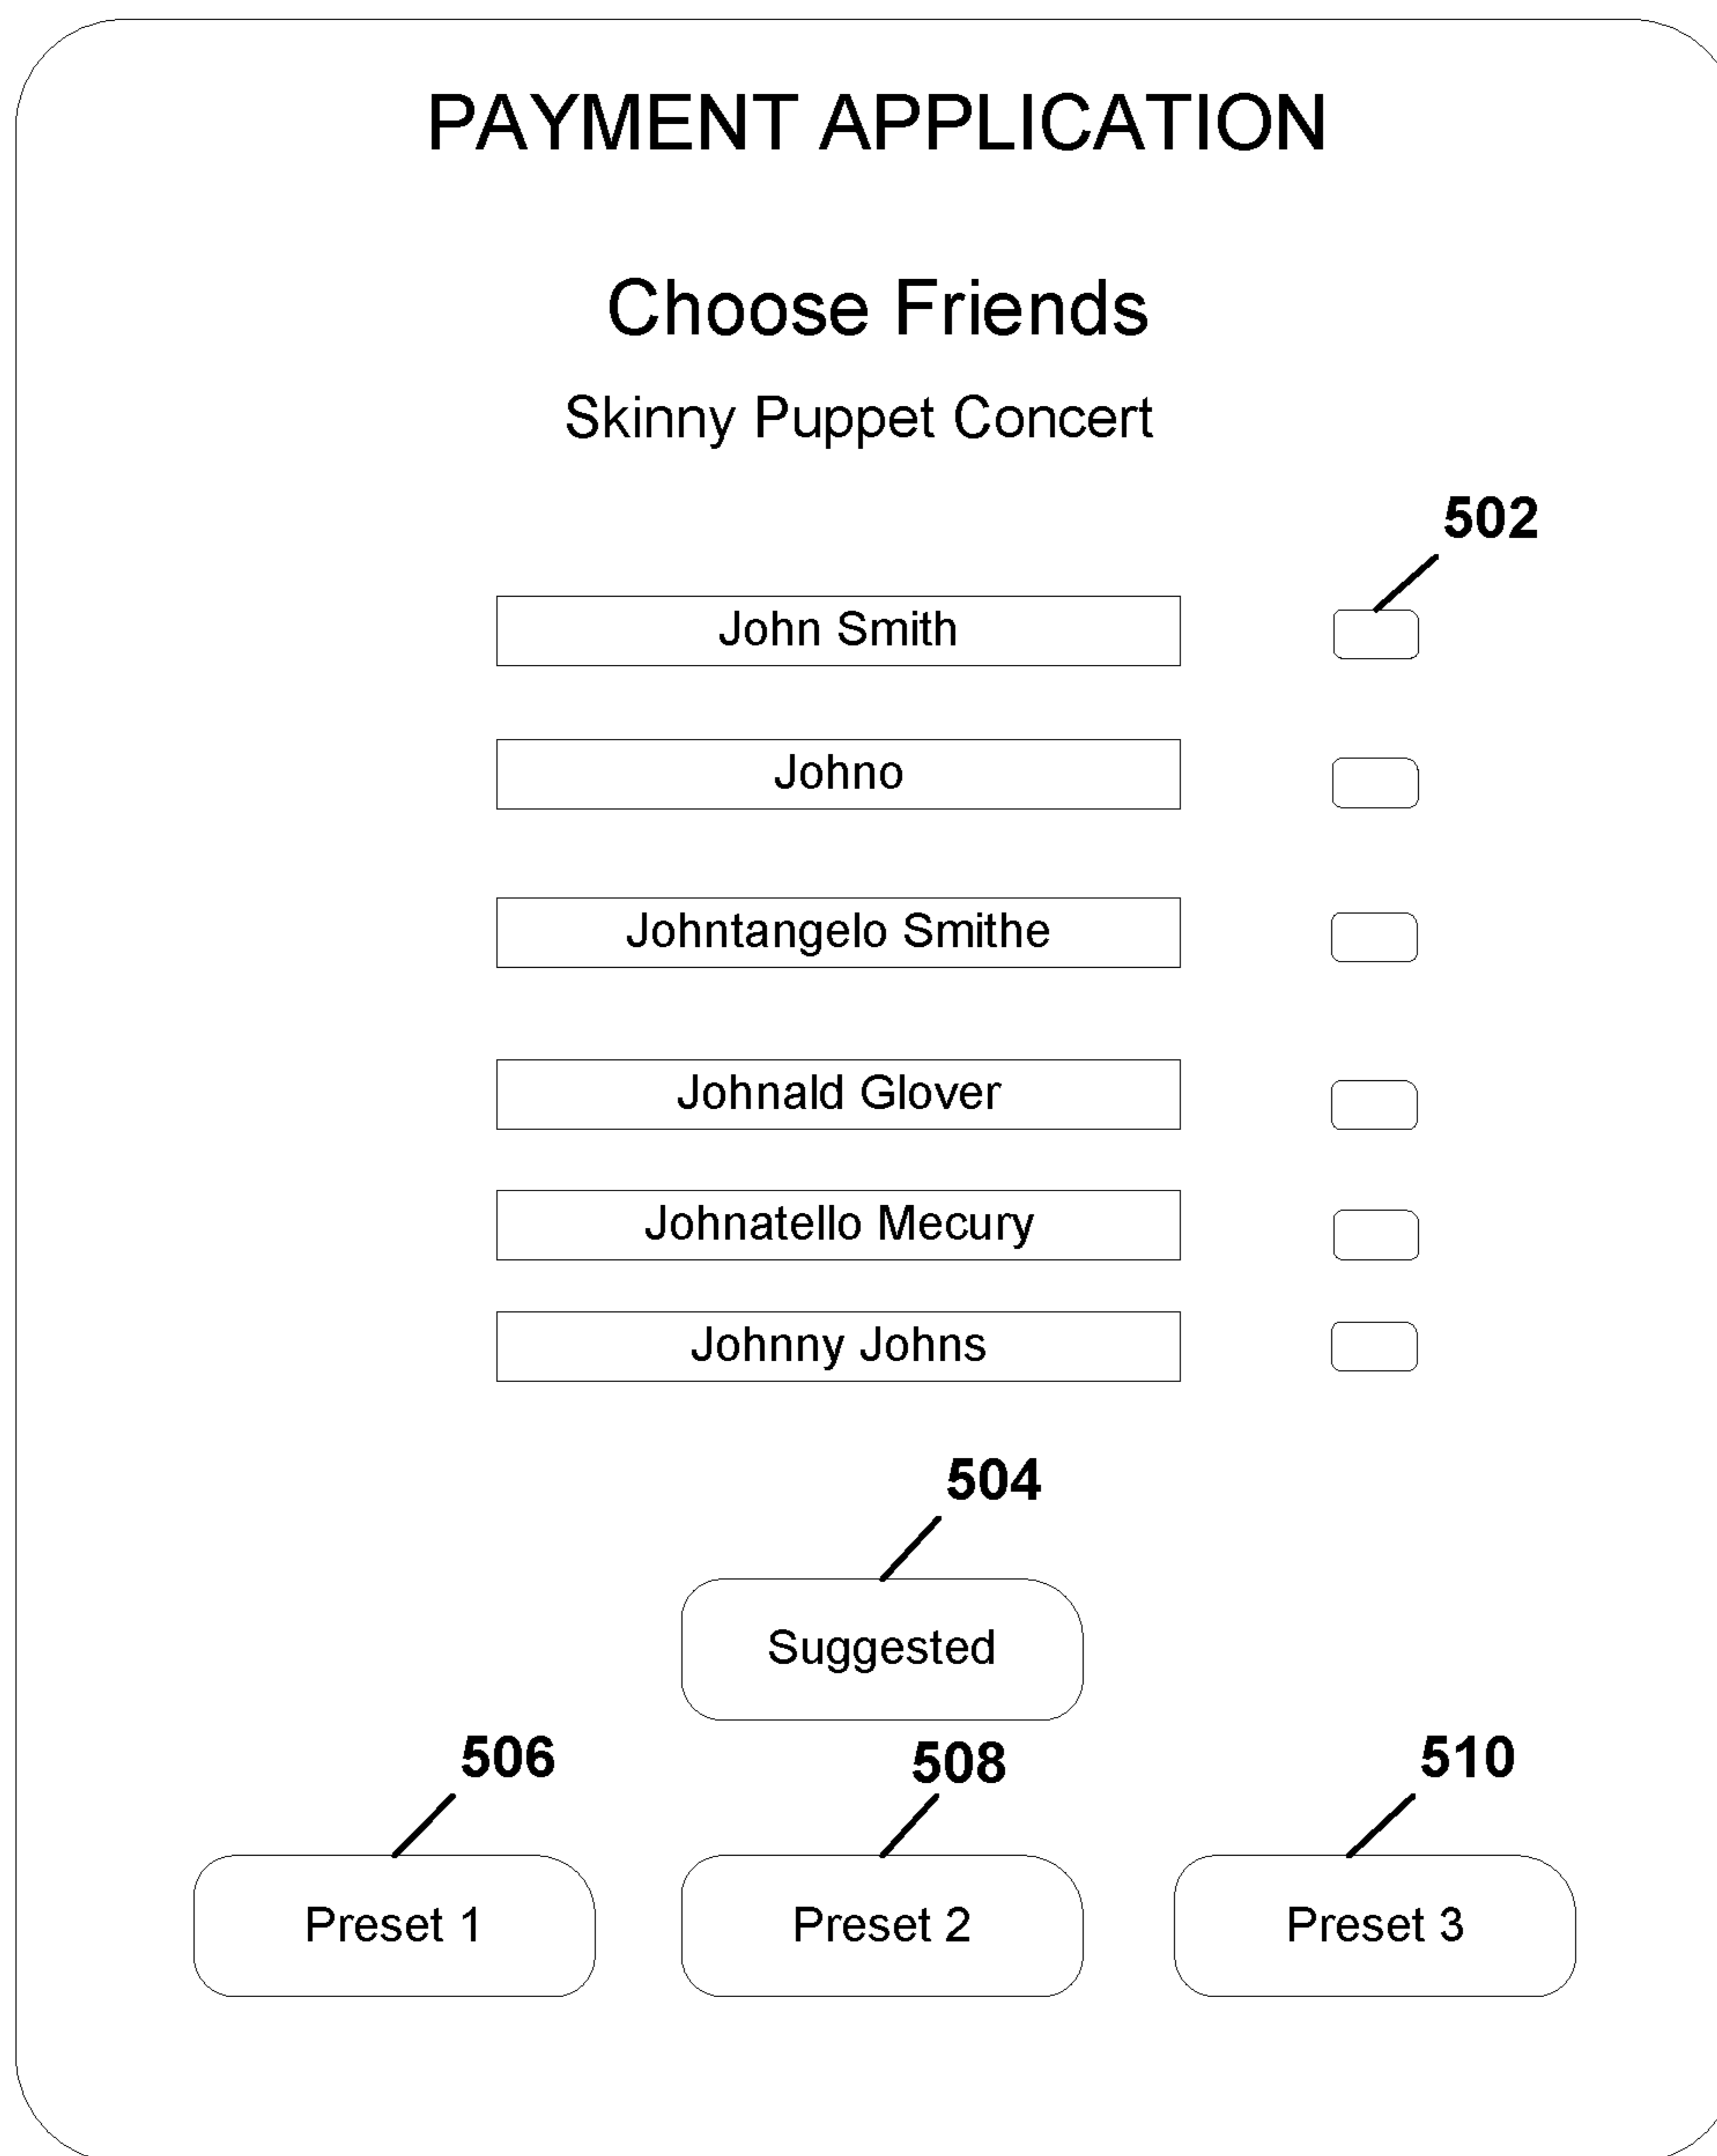 PAYMENT APPLICATION
Choose Friends
Skinny Puppet Concert
502
John Smith
Johno
Johntangelo Smithe
Johnald Glover
Johnatello Mecury
Johnny Johns
504
Suggested
506
508
510
Preset 1
Preset 2
Preset 3